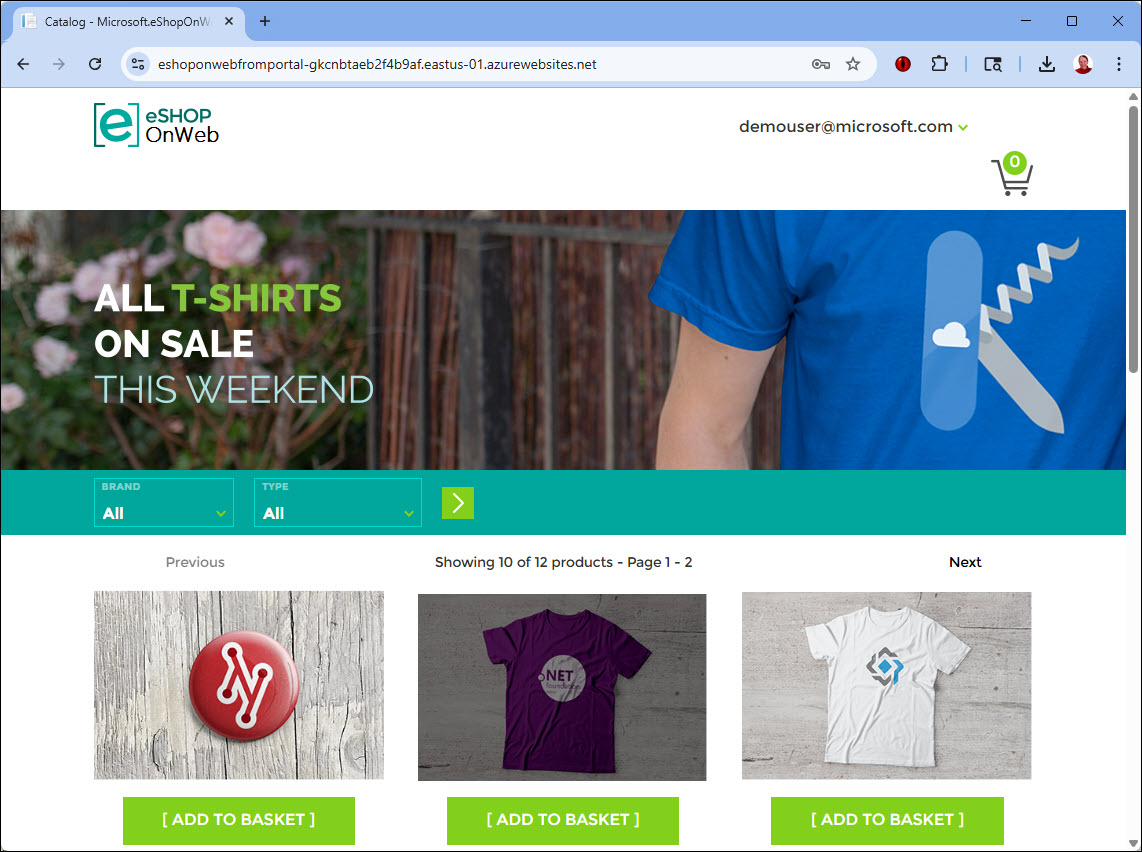 Catalog - Microsoft.eShopOnW
eshoponwebfromportal-gkcnbtaeb2f4b9af.eastus-01.azurewebsites.net
e eSHOP
OnWeb
demouser@microsoft.com
0
ALL T-SHIRTS
ON SALE
THIS WEEKEND
BRAND
All
TYPE
All
Previous
Showing 10 of 12 products - Page 1 - 2
Next
.NET
foundation
[ ADD TO BASKET ]
[ ADD TO BASKET ]
[ ADD TO BASKET ]